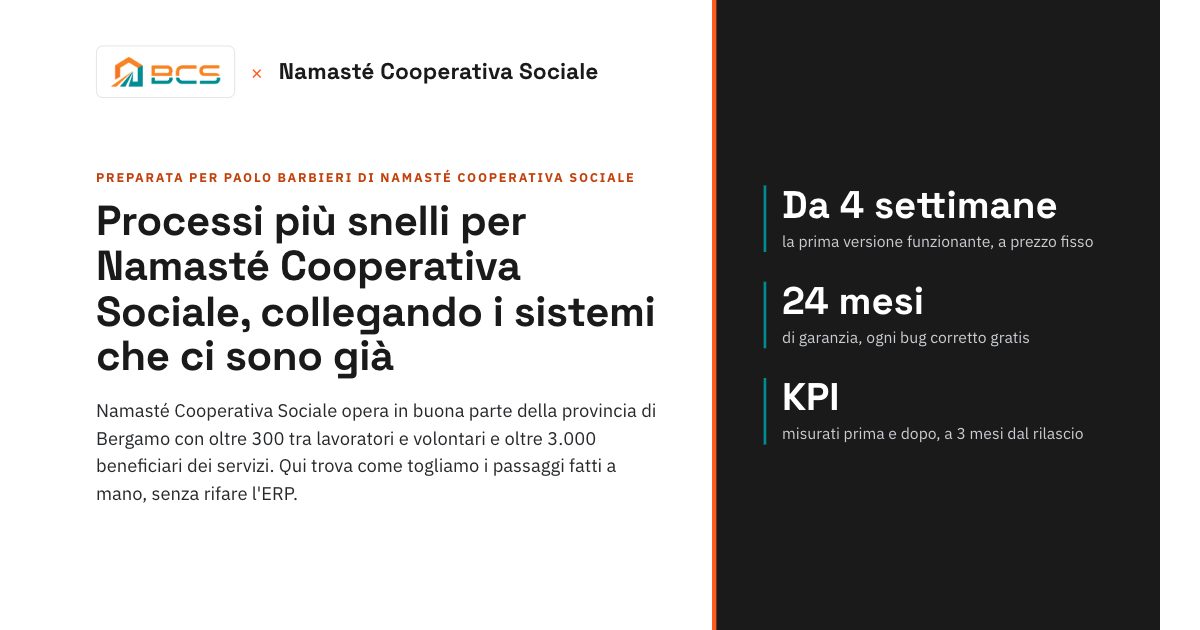 BCS × Namasté Cooperativa Sociale
PREPARATA PER PAOLO BARBIERI DI NAMASTÉ COOPERATIVA SOCIALE
Processi più snelli per
Namasté Cooperativa
Sociale, collegando i sistemi
che ci sono già
Namasté Cooperativa Sociale opera in buona parte della provincia di
Bergamo con oltre 300 tra lavoratori e volontari e oltre 3.000
beneficiari dei servizi. Qui trova come togliamo i passaggi fatti a
mano, senza rifare l'ERP.
Da 4 settimane
la prima versione funzionante, a prezzo fisso
24 mesi
di garanzia, ogni bug corretto gratis
KPI
misurati prima e dopo, a 3 mesi dal rilascio